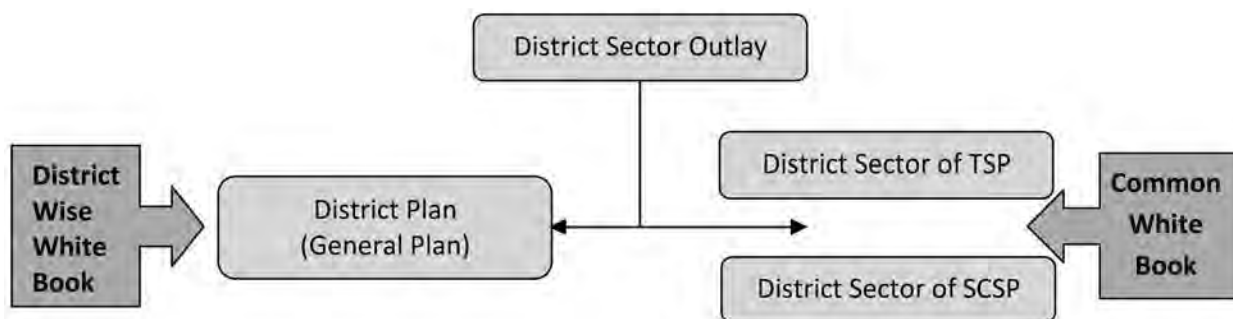 District Sector Outlay
District
Wise
White
Book
District Plan
(General Plan)
District Sector of TSP
District Sector of SCSP
Common
White
Book